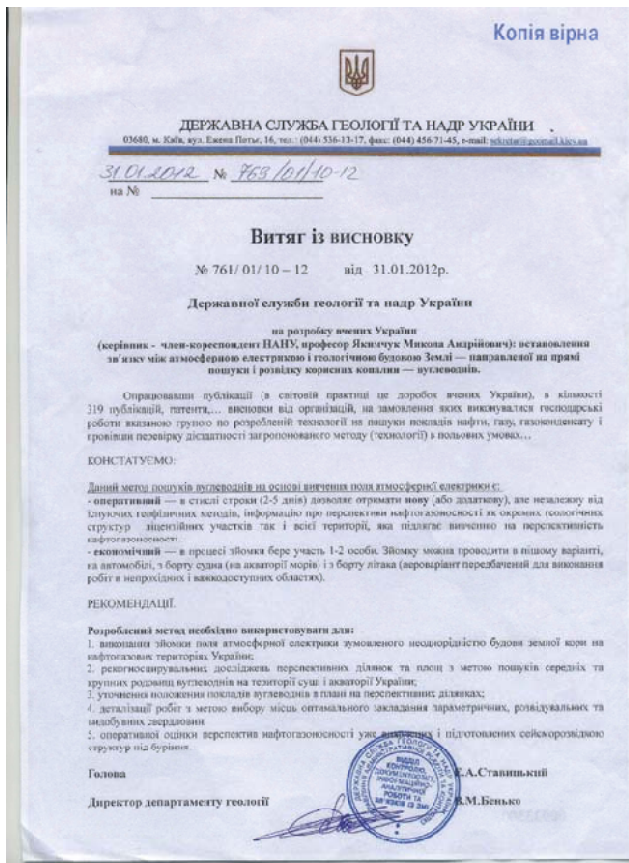 Копія вірна
ДЕРЖАВНА СЛУЖБА ГЕОЛОГІЇ ТА НАДР УКРАЇНИ
03680, м. Київ, вул. Ежена Потьє, 16, тел.: (044) 536-13-17, факс: (044) 456-71-45, e-mail:
31.01.2012 № 763/01/10-12
на №
Витяг із висновку
№ 761/ 01/ 10 – 12 від 31.01.2012р.
Державної служби геології та надр України
на розробку вчених України
(керівник - член-кореспондент НАНУ, професор Якимчук Микола Андрійович): встановлення
зв'язку між атмосферною електрикою і геологічною будовою Землі — направленої на прямі
пошуки і розвідку корисних копалин — вуглеводнів.
Опрацювавши публікації (в світовій практиці це доробок вчених України), в кількості
319 публікацій, патента,… висновки від організацій, на замовлення яких виконувалися господарські
роботи вказаною групою по розробленій технології на пошуки покладів нафти, газу, газоконденсату і
провівши перевірку дієздатності запропонованого методу (технології) в польових умовах…
КОНСТАТУЄМО:
Даний метод пошуків вуглеводнів на основі вивчення поля атмосферної електрики є:
- оперативний — в стислі строки (2-5 днів) дозволяє отримати нову (або додаткову), але незалежну від
існуючих геофізичних методів, інформацію про перспективи нафтогазоносності як окремих геологічних
структур ліцензійних участків так і всієї території, яка підлягає вивченню на перспективність
нафтогазоносності.
- економічний — в процесі зйомки бере участь 1-2 особи. Зйомку можна проводити в пішому варіанті,
на автомобілі, з борту судна (на акваторії морів) і з борту літака (аероваріант передбачений для виконання
робіт в непрохідних і важкодоступних областях).
РЕКОМЕНДАЦІЇ.
Розроблений метод необхідно використовувати для:
1. виконання зйомки поля атмосферної електрики зумовленого неоднорідністю будови земної кори на
нафтогазових територіях України;
2. рекогносцирувальних досліджень перспективних ділянок та площ з метою пошуків середніх та
крупних родовищ вуглеводнів на території суші і акваторії України;
3. уточнення положення покладів вуглеводнів в плані на перспективних ділянках;
4. деталізації робіт з метою вибору місць оптимального закладання параметричних, розвідувальних та
видобувних свердловин
5. оперативної оцінки перспектив нафтогазоносності уже виявлених і підготовлених сейсморозвідкою
структур під буріння.
Голова Е.А.Ставицький
Директор департаменту геології В.М.Бенько
ВІДДІЛ
КОНТРОЛЮ,
АНАЛІТИЧНОЇ
РОБОТИ ТА